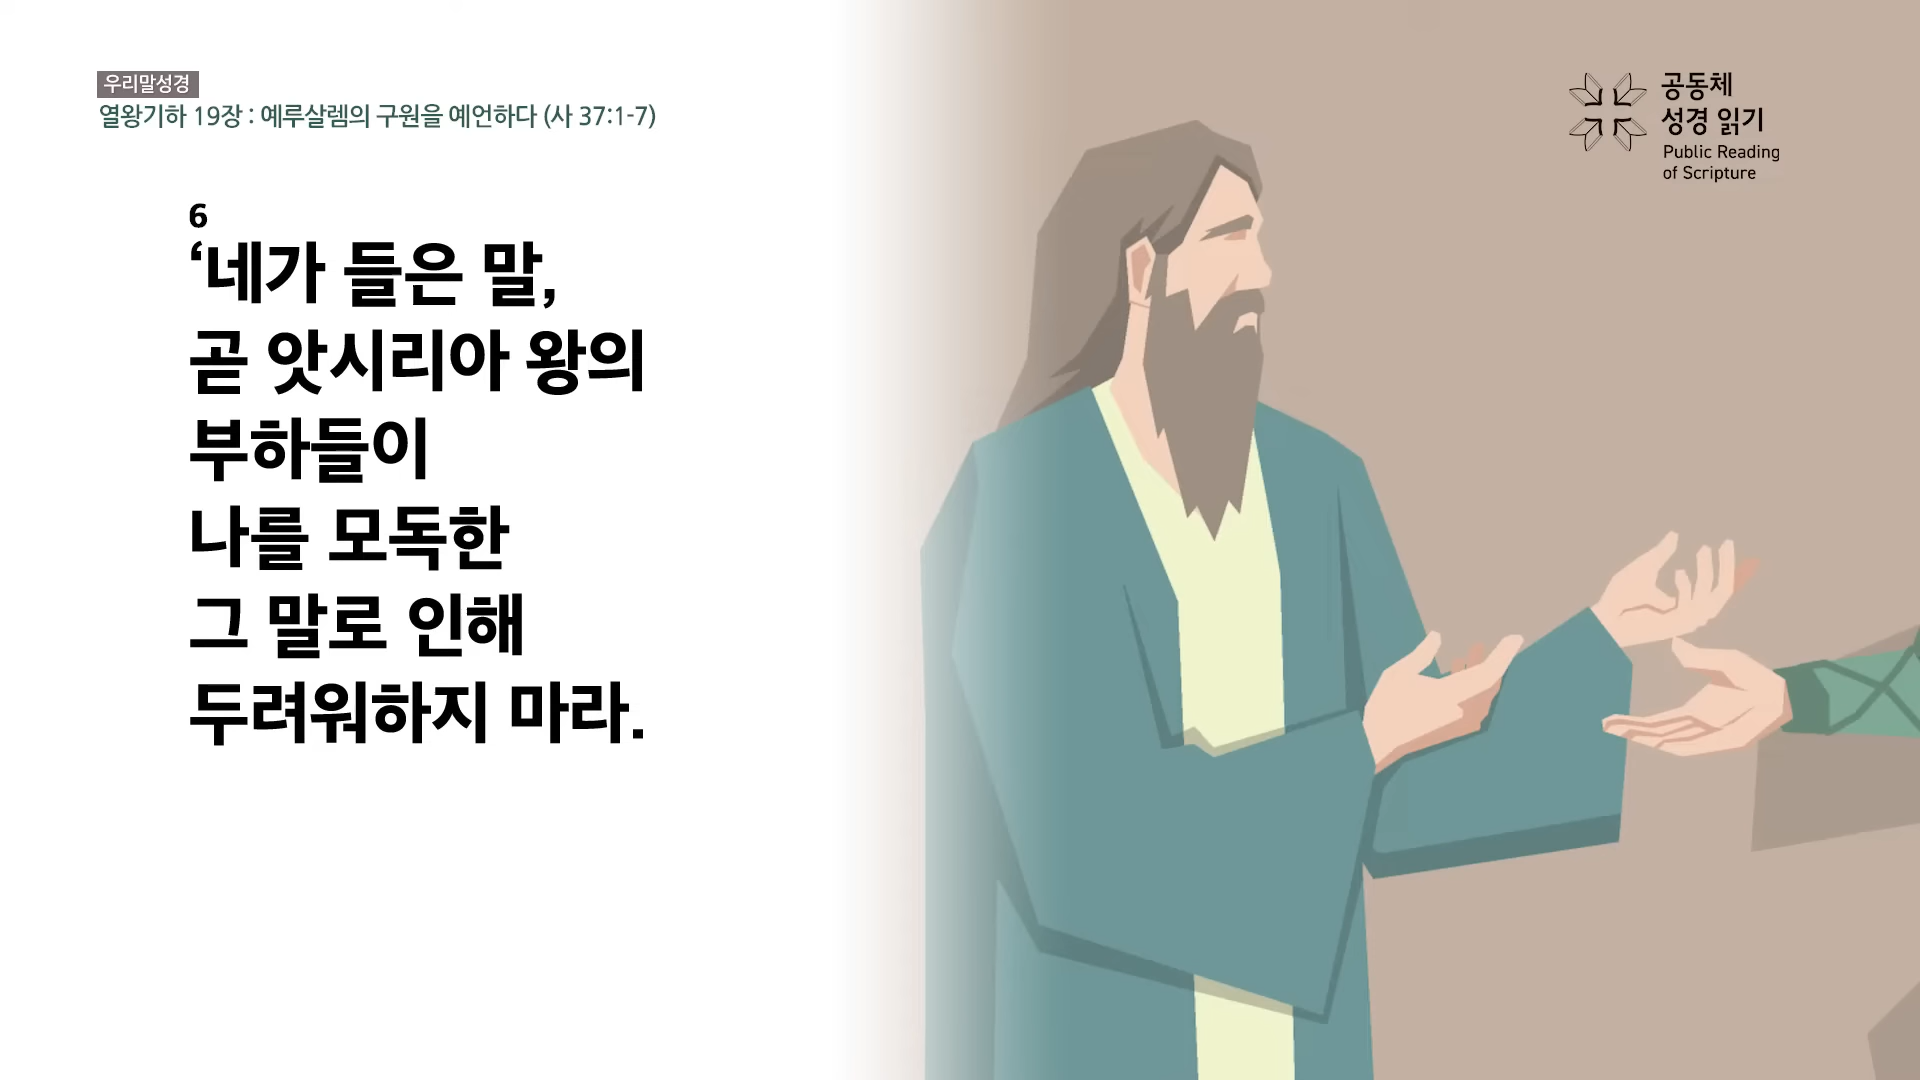 우리말성경
열왕기하 19장 : 예루살렘의 구원을 예언하다 (사 37:1-7)
공동체
성경 읽기
Public Reading
of Scripture
6
‘네가 들은 말,
곧 앗시리아 왕의
부하들이
나를 모독한
그 말로 인해
두려워하지 마라.